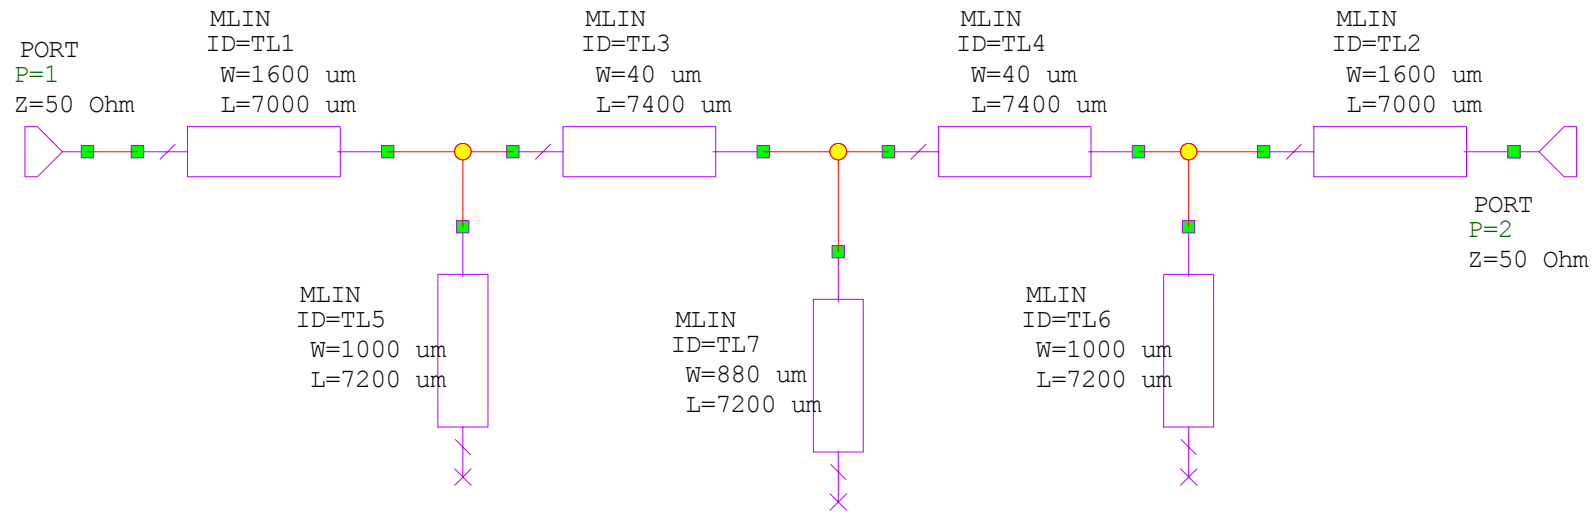 PORT
P=1
Z=50 Ohm
MLIN
ID=TL1
W=1600 um
L=7000 um
MLIN
ID=TL3
W=40 um
L=7400 um
MLIN
ID=TL4
W=40 um
L=7400 um
MLIN
ID=TL2
W=1600 um
L=7000 um
PORT
P=2
Z=50 Ohm
MLIN
ID=TL5
W=1000 um
L=7200 um
MLIN
ID=TL7
W=880 um
L=7200 um
MLIN
ID=TL6
W=1000 um
L=7200 um